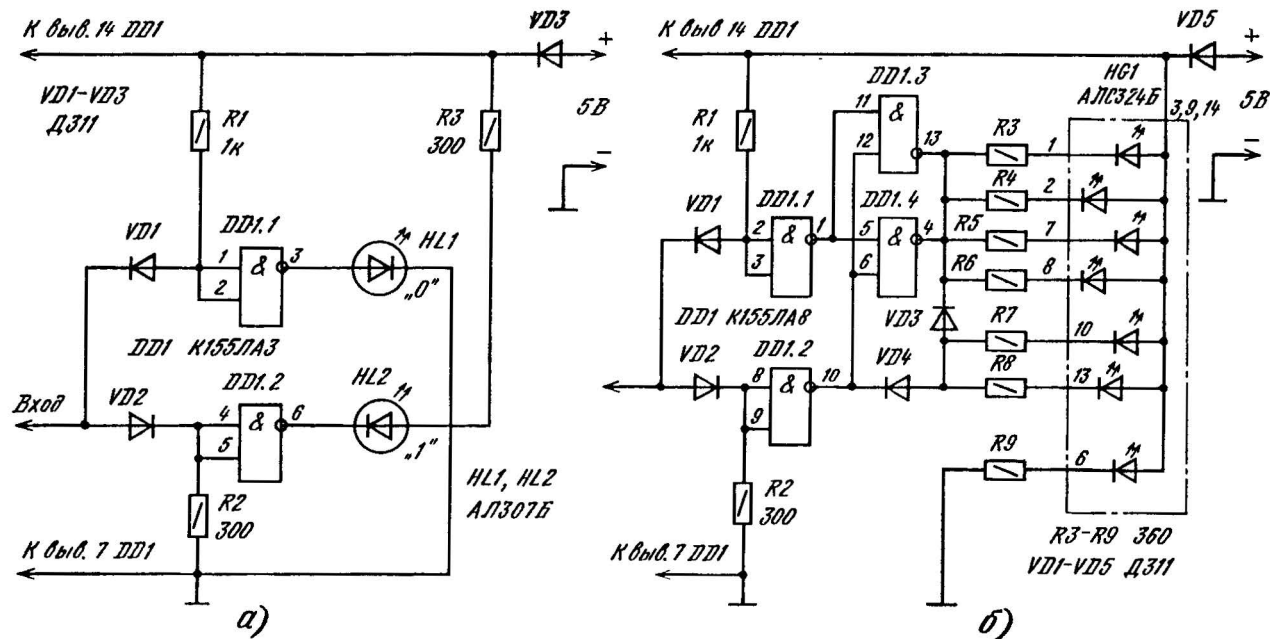 К выв. 14 DD1
VD3
+
VD1-VD3
Д311
R1
1к
R3
300
5В
-
VD1
DD1.1
1
&
3
2
HL1
„0"
DD1 К155ЛА3
Вход
VD2
DD1.2
4
&
6
5
HL2
„1"
R2
300
HL1, HL2
АЛ307Б
К выв. 7 DD1
а)
К выв. 14 DD1
VD5
+
DD1.3
HG1
АЛС324Б
3,9,14
5В
-
R1
1к
11
&
12
13
R3
1
R4
2
VD1
DD1.1
2
&
1
3
DD1.4
5
&
4
6
R5
7
R6
8
DD1 К155ЛА8
VD3
R7
10
VD2
DD1.2
8
&
10
9
VD4
R8
13
R9
6
R2
300
К выв. 7 DD1
R3-R9 360
VD1-VD5 Д311
б)